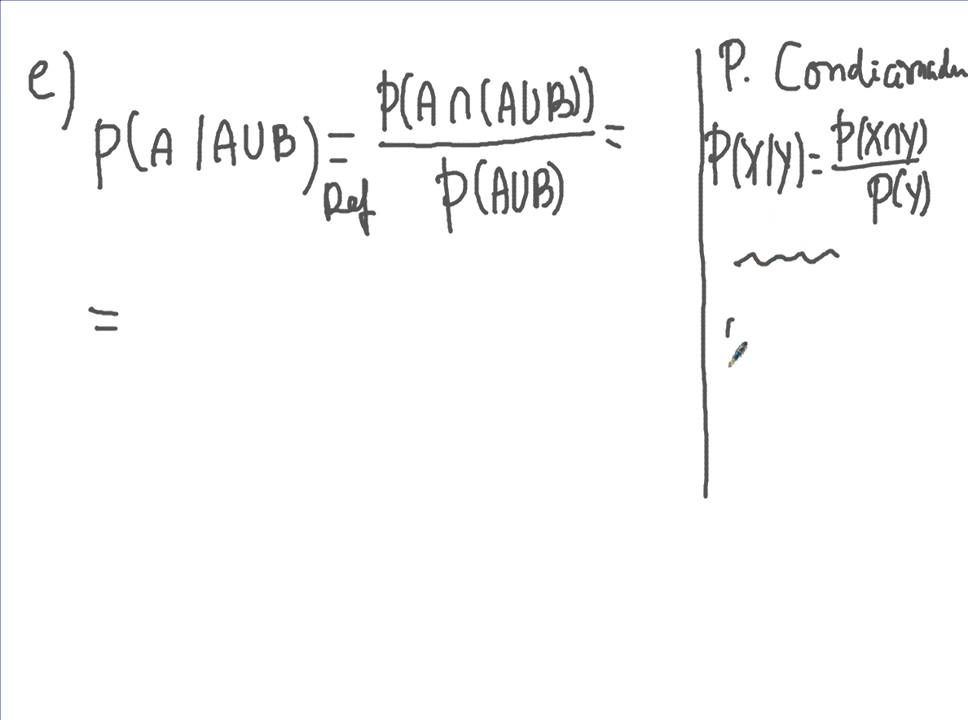 e)
P(A | A∪B) = P(A∩(A∪B)) / P(A∪B) =
Def
=
P. Condicionada
P(X|Y) = P(X∩Y) / P(Y)